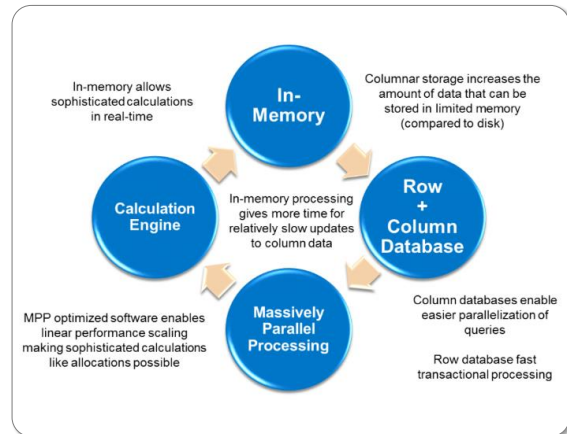 In-
Memory
In-memory allows
sophisticated calculations
in real-time
Columnar storage increases the
amount of data that can be
stored in limited memory
(compared to disk)
Calculation
Engine
In-memory processing
gives more time for
relatively slow updates
to column data
Row
+
Column
Database
MPP optimized software enables
linear performance scaling
making sophisticated calculations
like allocations possible
Massively
Parallel
Processing
Column databases enable
easier parallelization of
queries
Row database fast
transactional processing